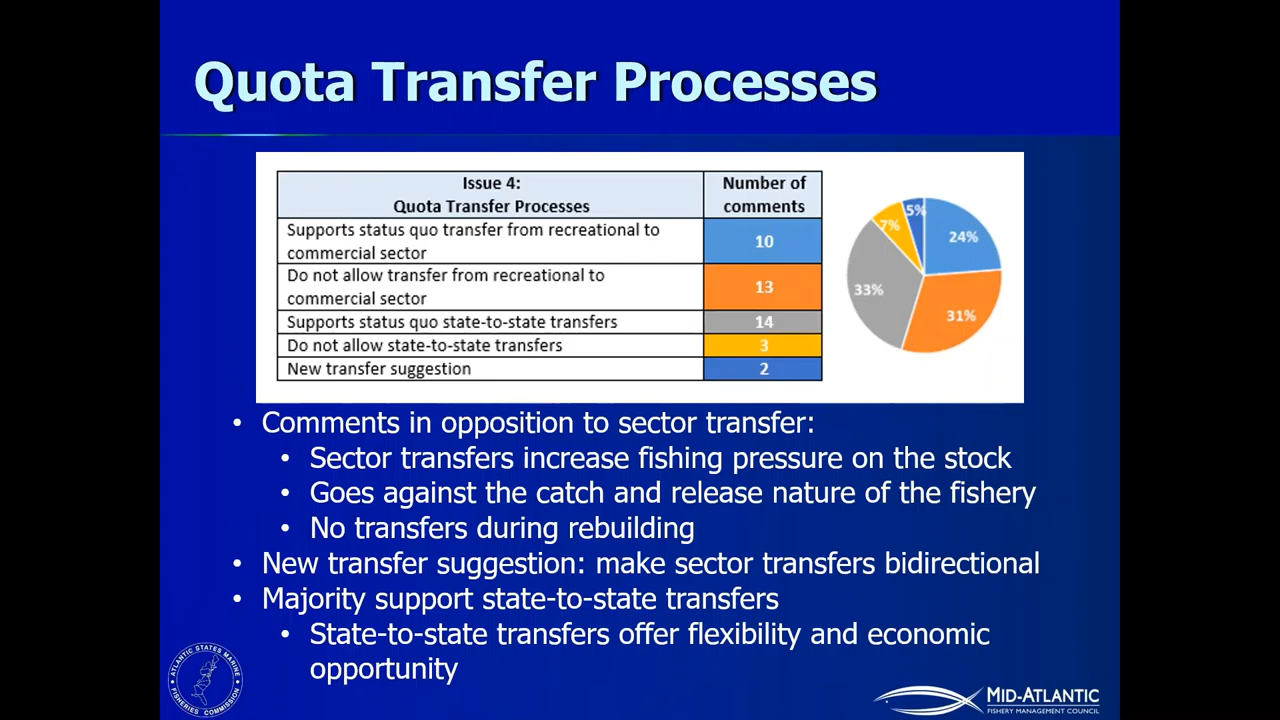 Quota Transfer Processes
Issue 4:
Quota Transfer Processes
Number of
comments
Supports status quo transfer from recreational to
commercial sector
10
Do not allow transfer from recreational to
commercial sector
13
Supports status quo state-to-state transfers
14
Do not allow state-to-state transfers
3
New transfer suggestion
2
5%
7%
24%
33%
31%
• Comments in opposition to sector transfer:
• Sector transfers increase fishing pressure on the stock
• Goes against the catch and release nature of the fishery
• No transfers during rebuilding
• New transfer suggestion: make sector transfers bidirectional
• Majority support state-to-state transfers
• State-to-state transfers offer flexibility and economic
opportunity
ATLANTIC STATES MARINE
FISHERIES COMMISSION
MID-ATLANTIC
FISHERY MANAGEMENT COUNCIL